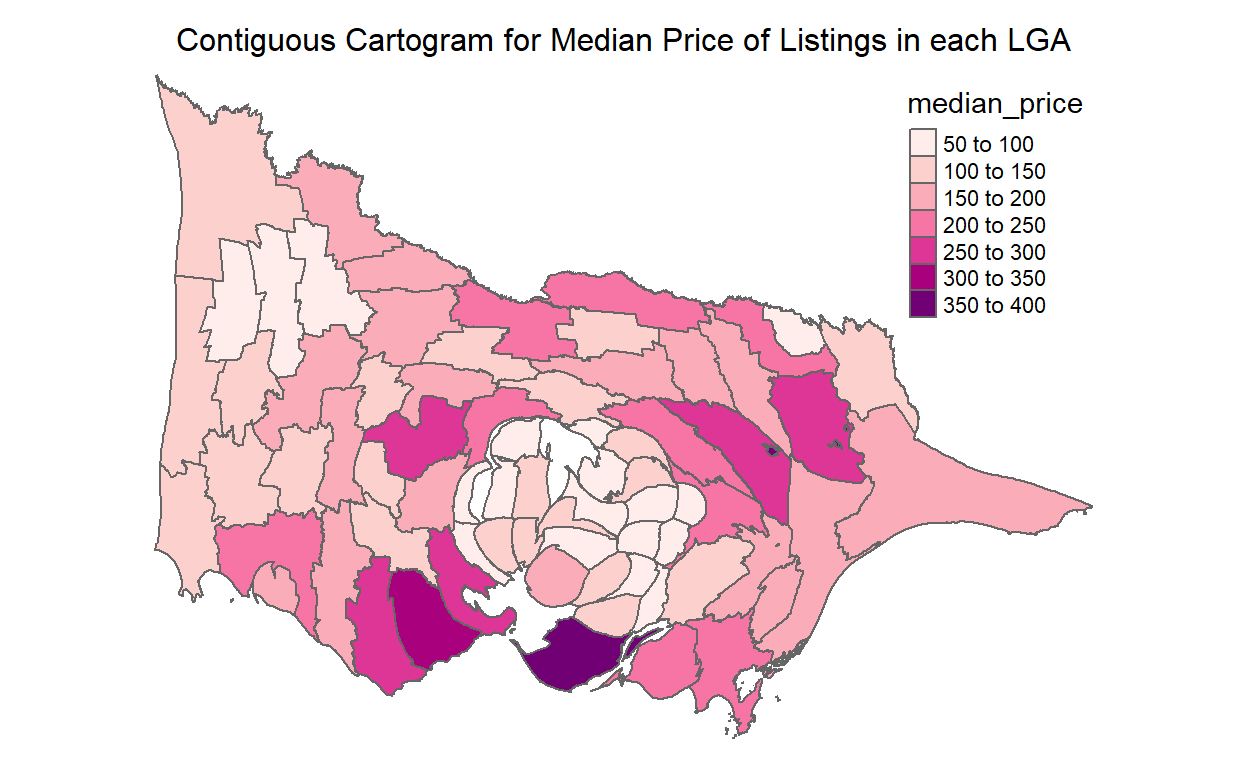 Contiguous Cartogram for Median Price of Listings in each LGA
median_price
50 to 100
100 to 150
150 to 200
200 to 250
250 to 300
300 to 350
350 to 400